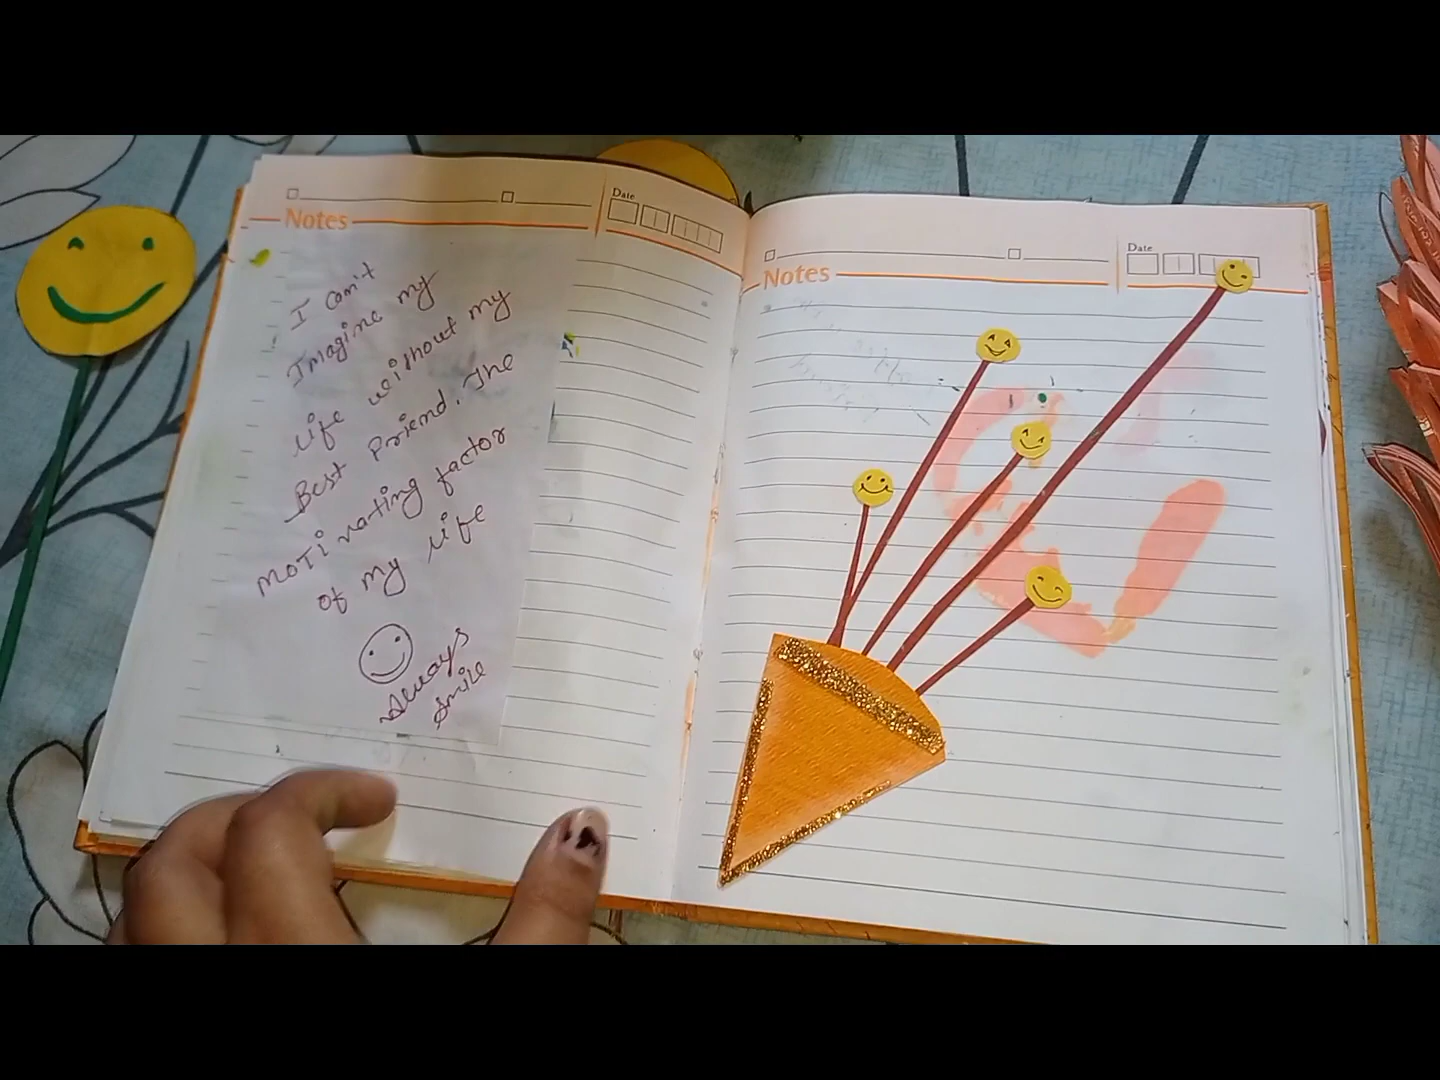 Notes
Date
I can't
Imagine my
life without my
Best Friend. The
MOTivating factor
of my life
Always
Smile
Notes
Date